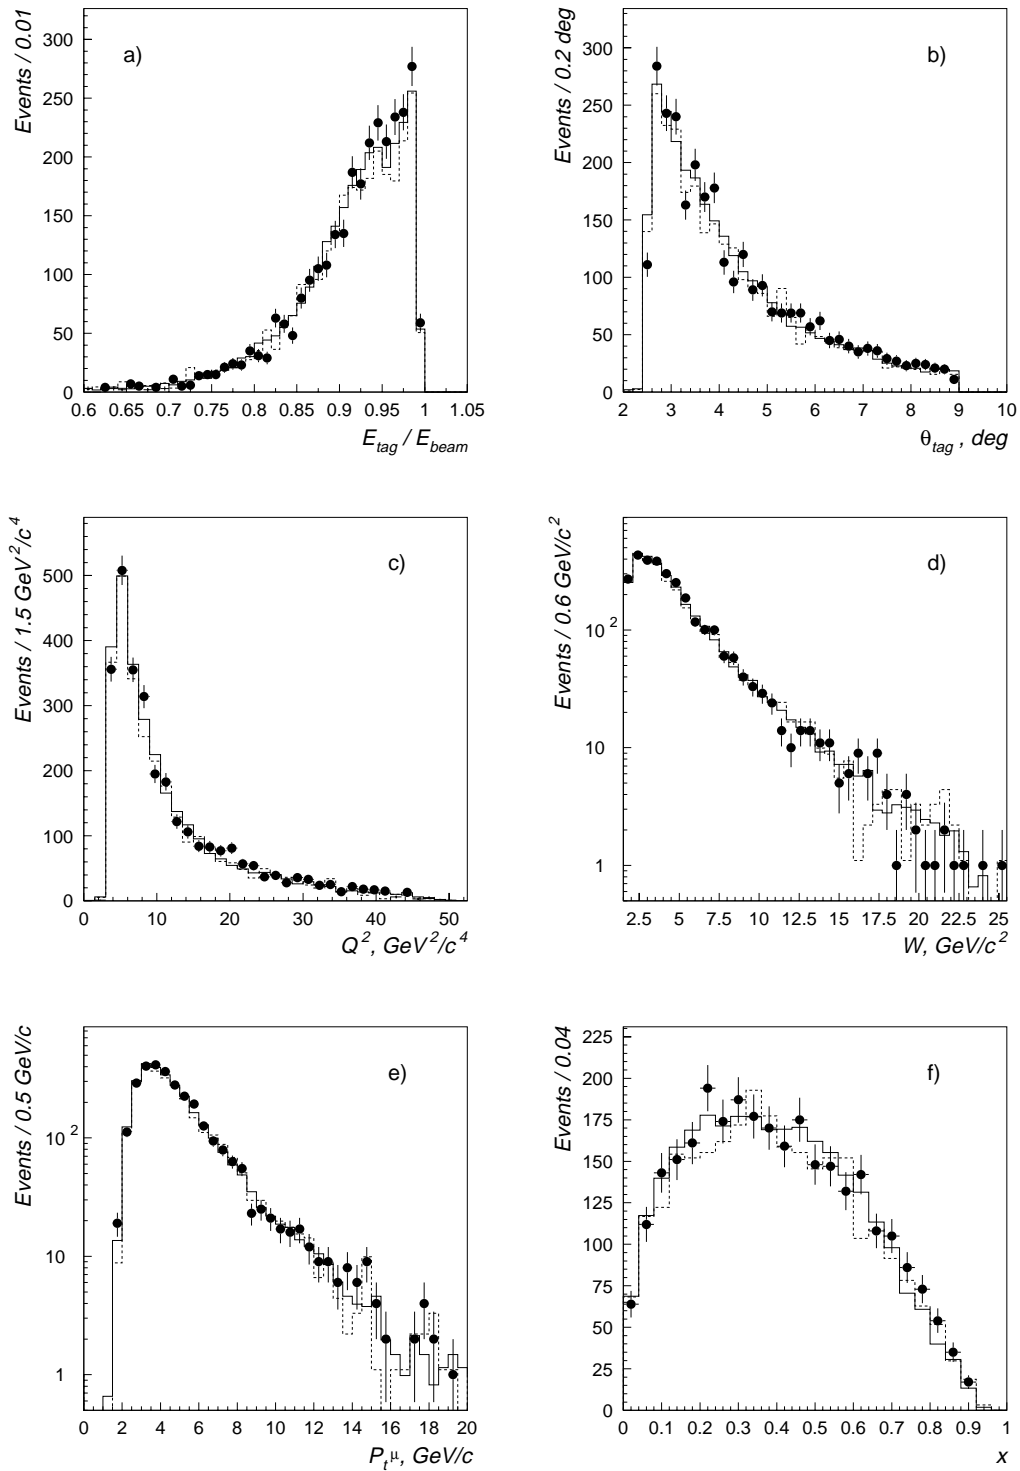 Events / 0.01
a)
300
250
200
150
100
50
0
0.6 0.65 0.7 0.75 0.8 0.85 0.9 0.95 1 1.05
E_tag / E_beam
Events / 0.2 deg
b)
300
250
200
150
100
50
0
2 3 4 5 6 7 8 9 10
θ_tag , deg
Events / 1.5 GeV²/c⁴
c)
500
400
300
200
100
0
0 10 20 30 40 50
Q², GeV²/c⁴
Events / 0.6 GeV/c²
d)
10²
10
1
2.5 5 7.5 10 12.5 15 17.5 20 22.5 25
W, GeV/c²
Events / 0.5 GeV/c
e)
10²
10
1
0 2 4 6 8 10 12 14 16 18 20
P_t^μ, GeV/c
Events / 0.04
f)
225
200
175
150
125
100
75
50
25
0
0 0.1 0.2 0.3 0.4 0.5 0.6 0.7 0.8 0.9 1
x